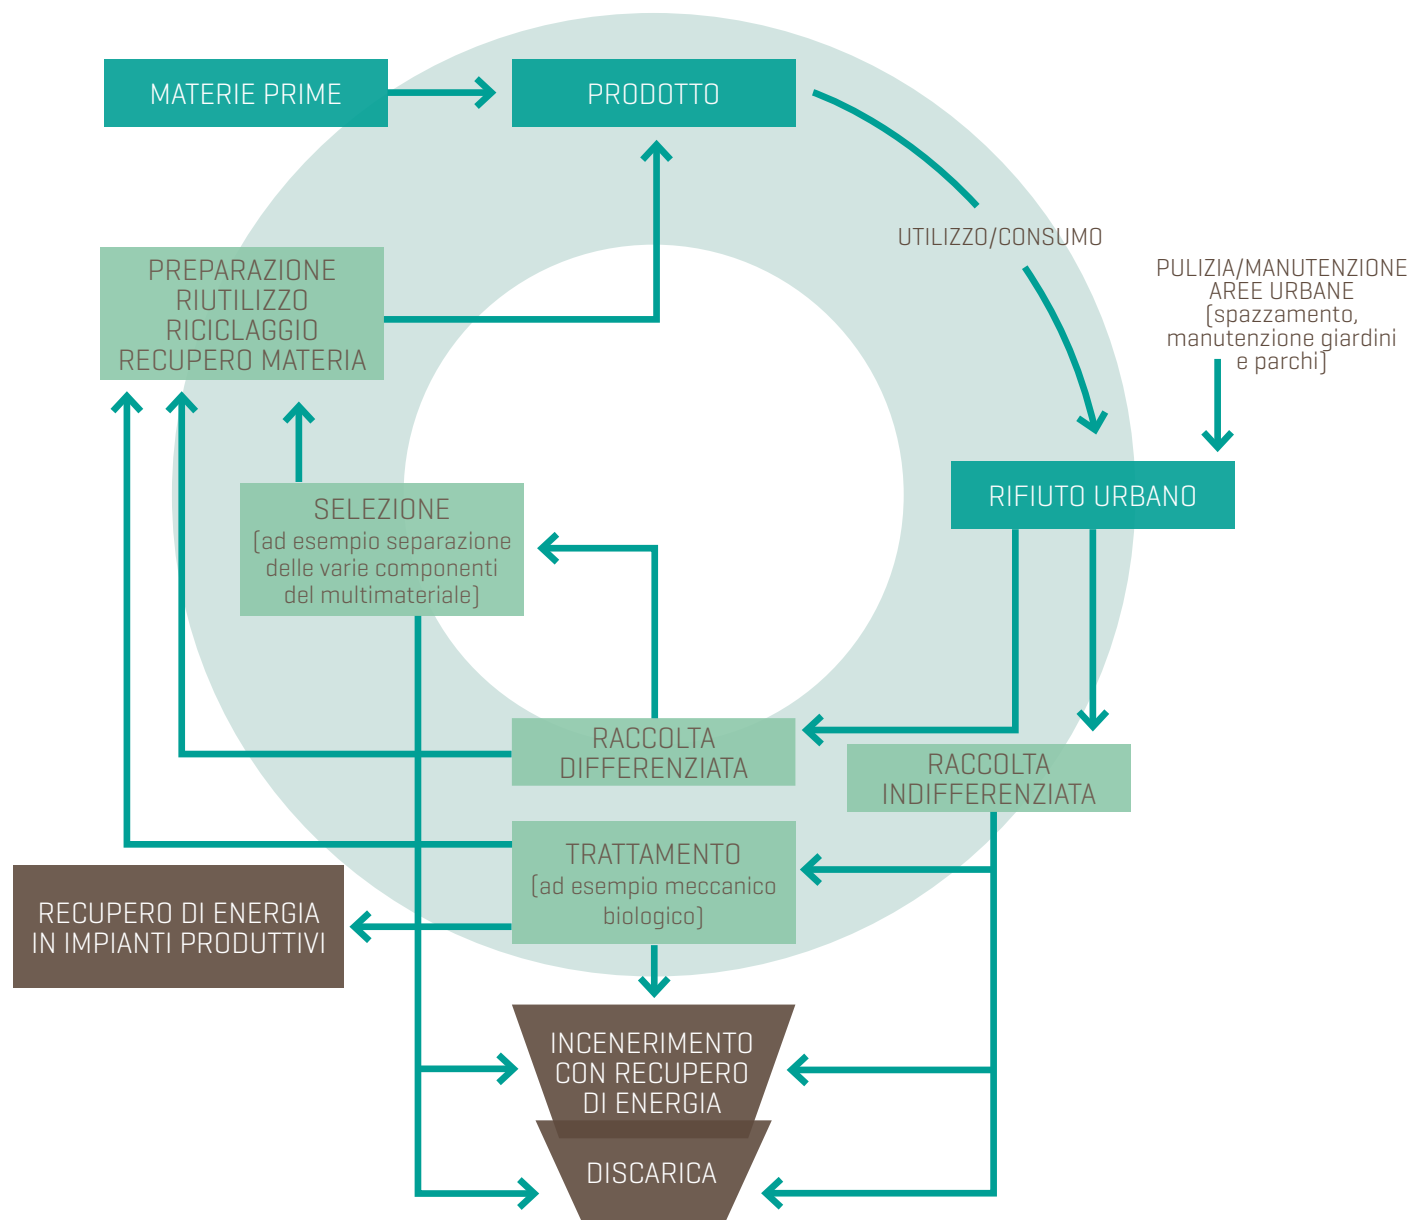 MATERIE PRIME
PRODOTTO
UTILIZZO/CONSUMO
PULIZIA/MANUTENZIONE
AREE URBANE
(spazzamento,
manutenzione giardini
e parchi)
PREPARAZIONE
RIUTILIZZO
RICICLAGGIO
RECUPERO MATERIA
RIFIUTO URBANO
SELEZIONE
(ad esempio separazione
delle varie componenti
del multimateriale)
RACCOLTA
DIFFERENZIATA
RACCOLTA
INDIFFERENZIATA
TRATTAMENTO
(ad esempio meccanico
biologico)
RECUPERO DI ENERGIA
IN IMPIANTI PRODUTTIVI
INCENERIMENTO
CON RECUPERO
DI ENERGIA
DISCARICA